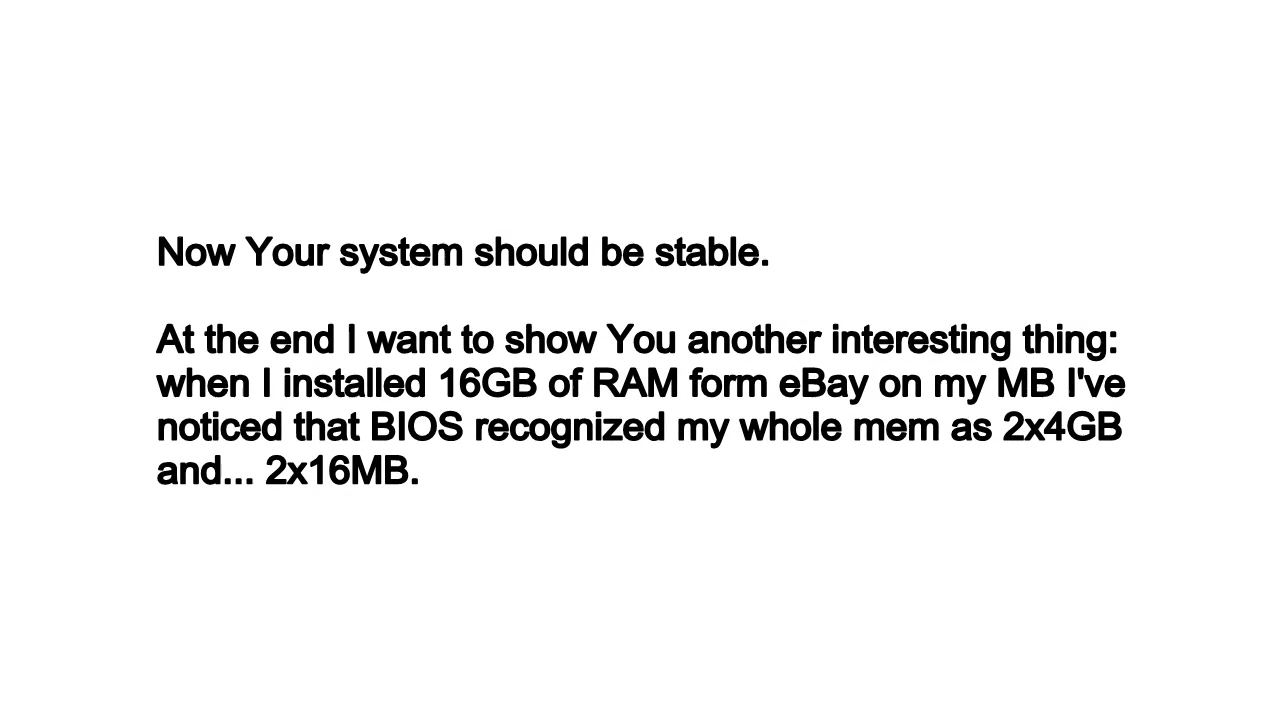 Now Your system should be stable.
At the end I want to show You another interesting thing:
when I installed 16GB of RAM form eBay on my MB I've
noticed that BIOS recognized my whole mem as 2x4GB
and... 2x16MB.